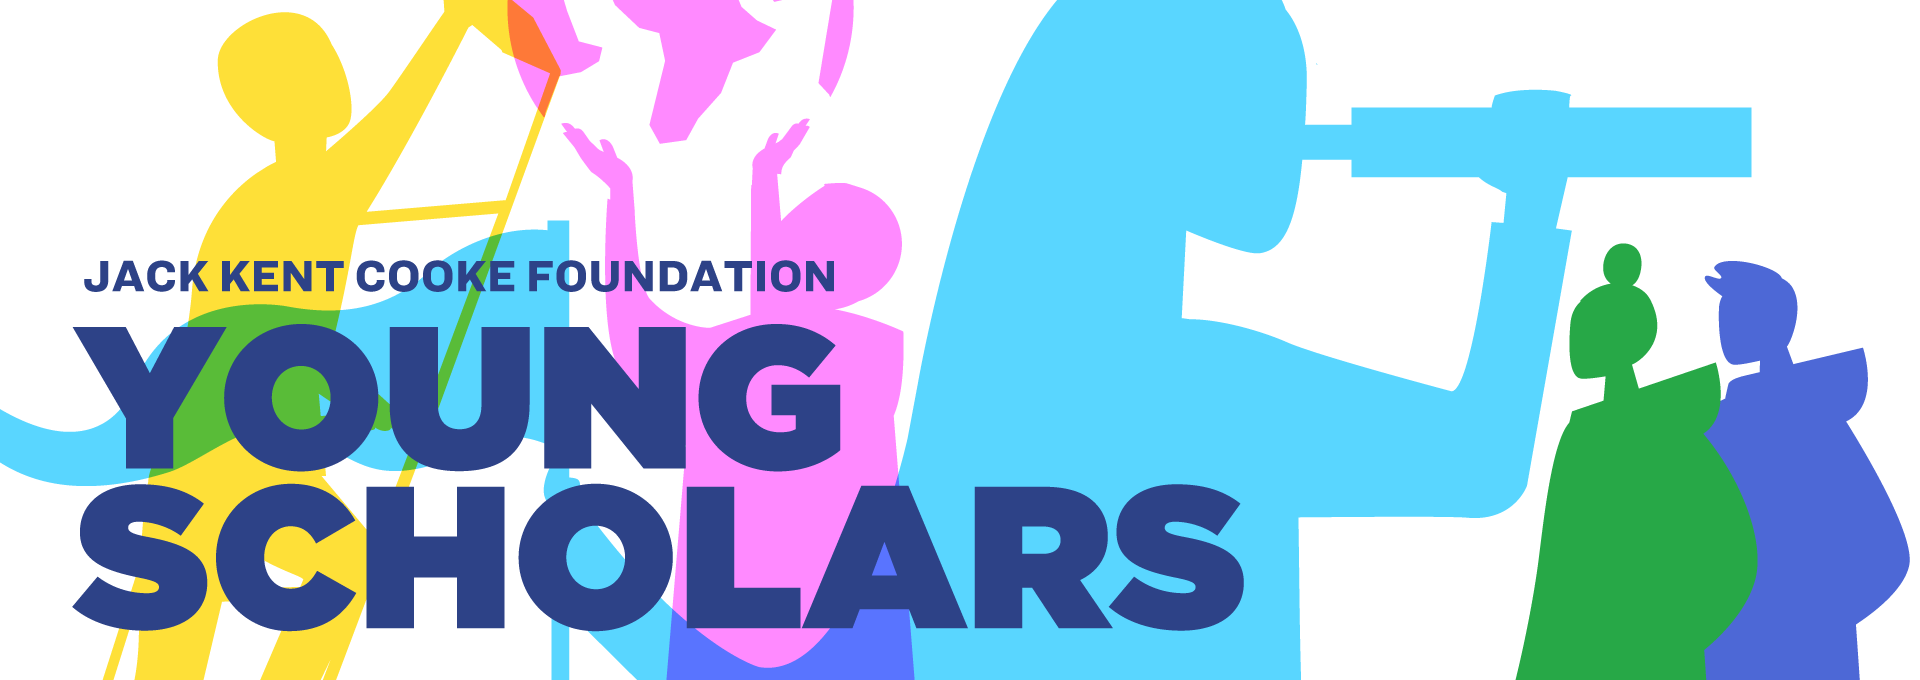 JACK KENT COOKE FOUNDATION
YOUNG
SCHOLARS